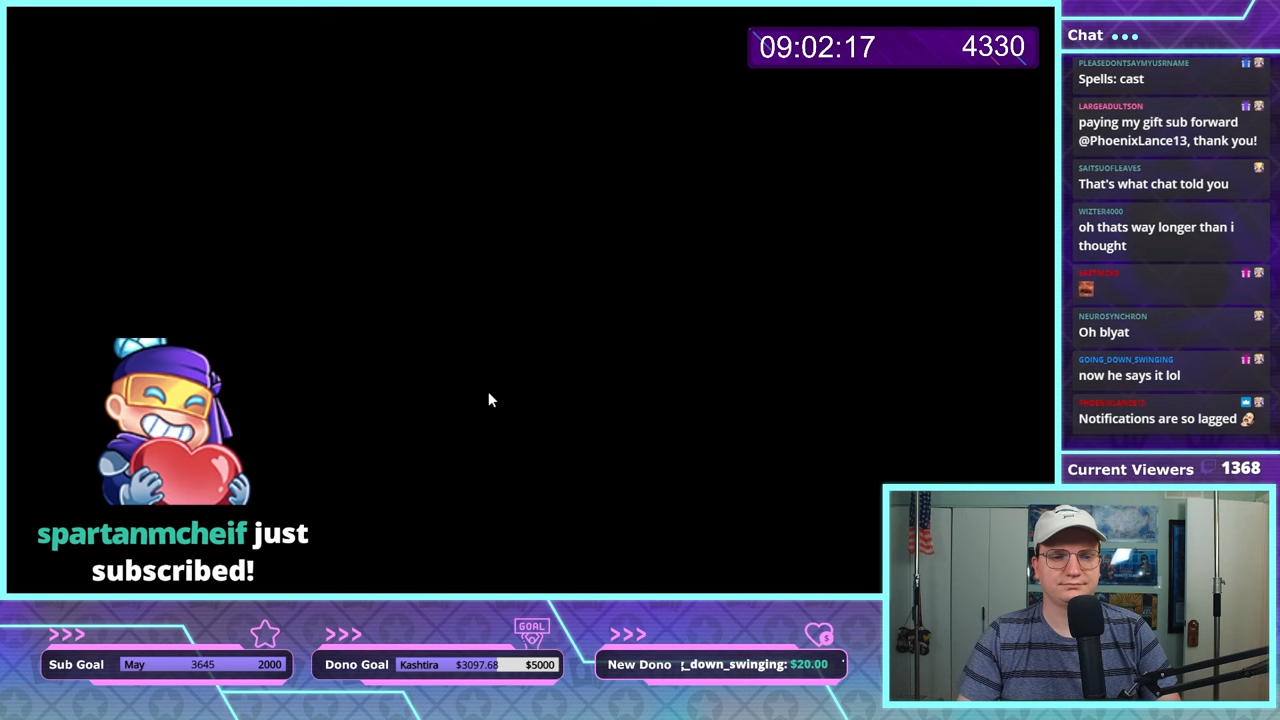 09:02:17 4330
Chat
PLEASEDONTSAYMYUSRNAME
Spells: cast
LARGEADULTSON
paying my gift sub forward
@PhoenixLance13, thank you!
SAITSUOFLEAVES
That's what chat told you
WIZTER4000
oh thats way longer than i
thought
NEUROSYNCHRON
Oh blyat
GOING_DOWN_SWINGING
now he says it lol
PHOENIXLANCE13
Notifications are so lagged
Current Viewers 1368
spartanmcheif just
subscribed!
>>>
Sub Goal May 3645 2000
>>> GOAL
Dono Goal Kashtira $3097.68 $5000
>>> $
New Dono _down_swinging: $20.00